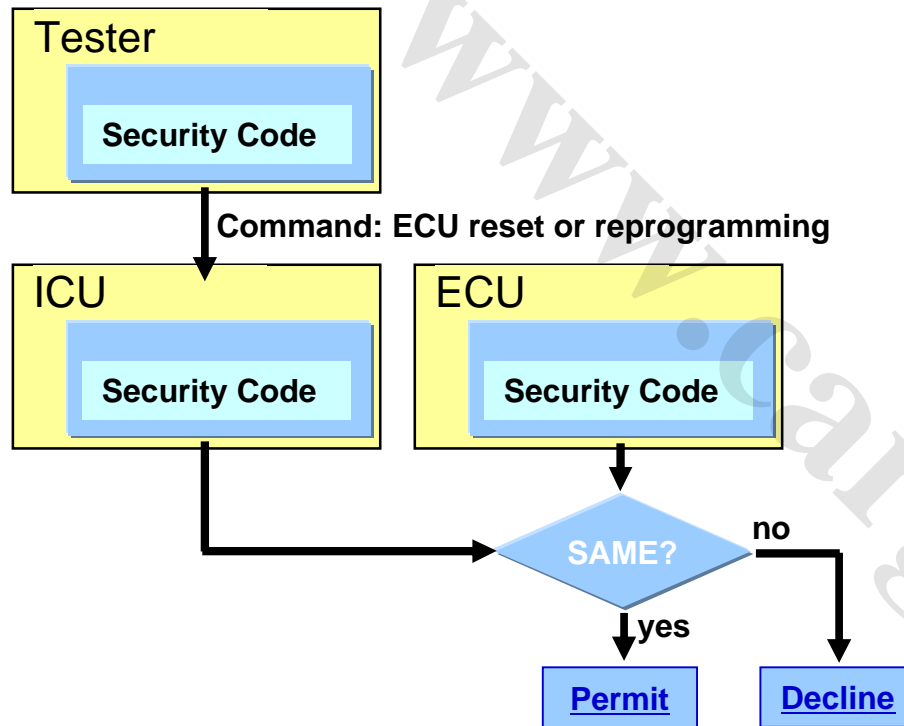 Tester
Security Code
Command: ECU reset or reprogramming
ICU
Security Code
ECU
Security Code
SAME?
no
yes
Permit
Decline
www.car